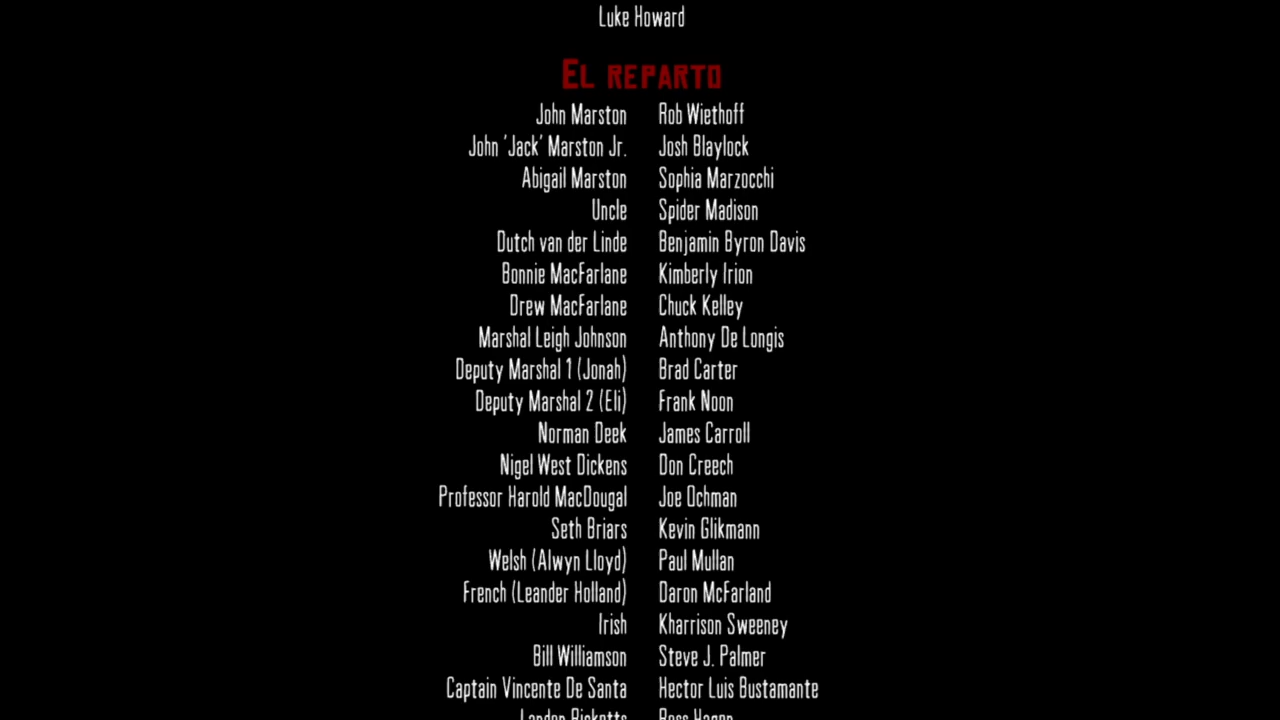 Luke Howard
El reparto
John Marston Rob Wiethoff
John 'Jack' Marston Jr. Josh Blaylock
Abigail Marston Sophia Marzocchi
Uncle Spider Madison
Dutch van der Linde Benjamin Byron Davis
Bonnie MacFarlane Kimberly Irion
Drew MacFarlane Chuck Kelley
Marshal Leigh Johnson Anthony De Longis
Deputy Marshal 1 (Jonah) Brad Carter
Deputy Marshal 2 (Eli) Frank Noon
Norman Deek James Carroll
Nigel West Dickens Don Creech
Professor Harold MacDougal Joe Ochman
Seth Briars Kevin Glikmann
Welsh (Alwyn Lloyd) Paul Mullan
French (Leander Holland) Daron McFarland
Irish Kharrison Sweeney
Bill Williamson Steve J. Palmer
Captain Vincente De Santa Hector Luis Bustamante
Landon Ricketts Ross Hagen